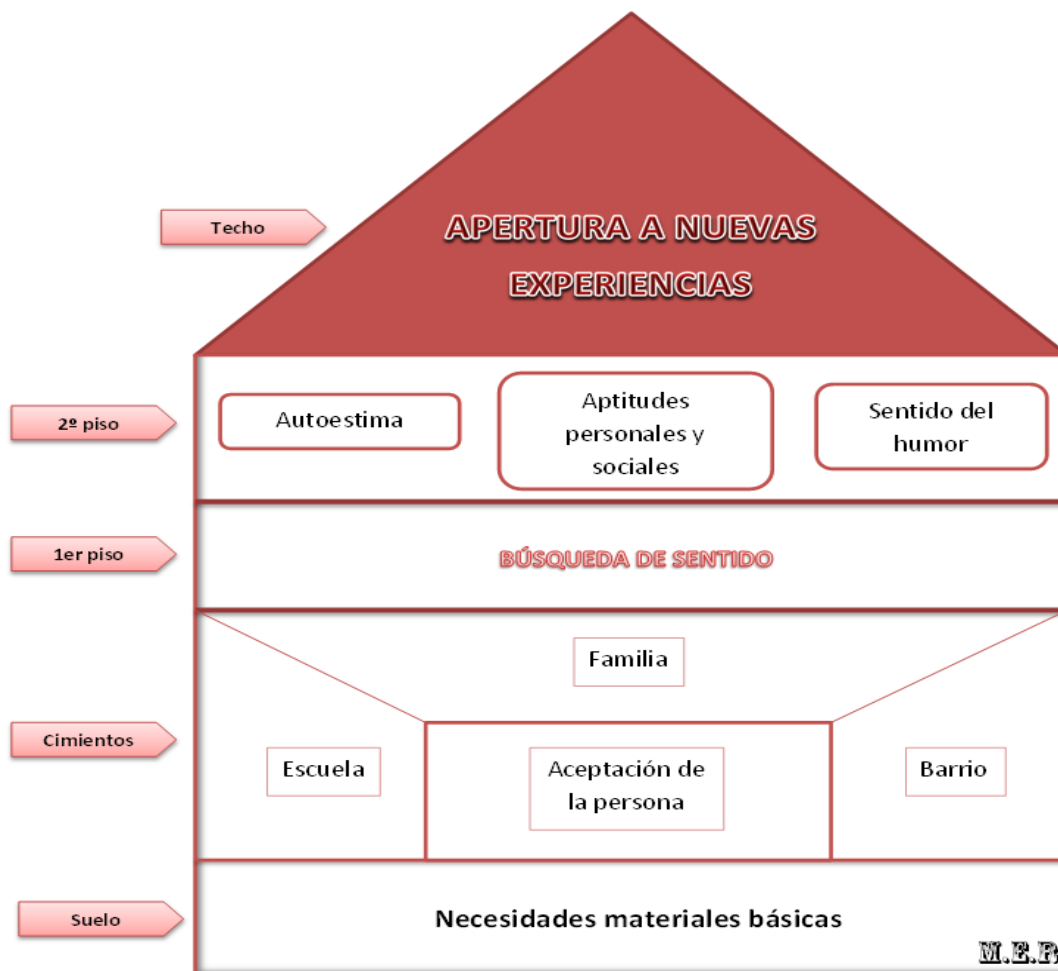 Techo
APERTURA A NUEVAS
EXPERIENCIAS
2º piso
Autoestima
Aptitudes
personales y
sociales
Sentido del
humor
1er piso
BÚSQUEDA DE SENTIDO
Familia
Cimientos
Escuela
Aceptación de
la persona
Barrio
Suelo
Necesidades materiales básicas
M.E.R